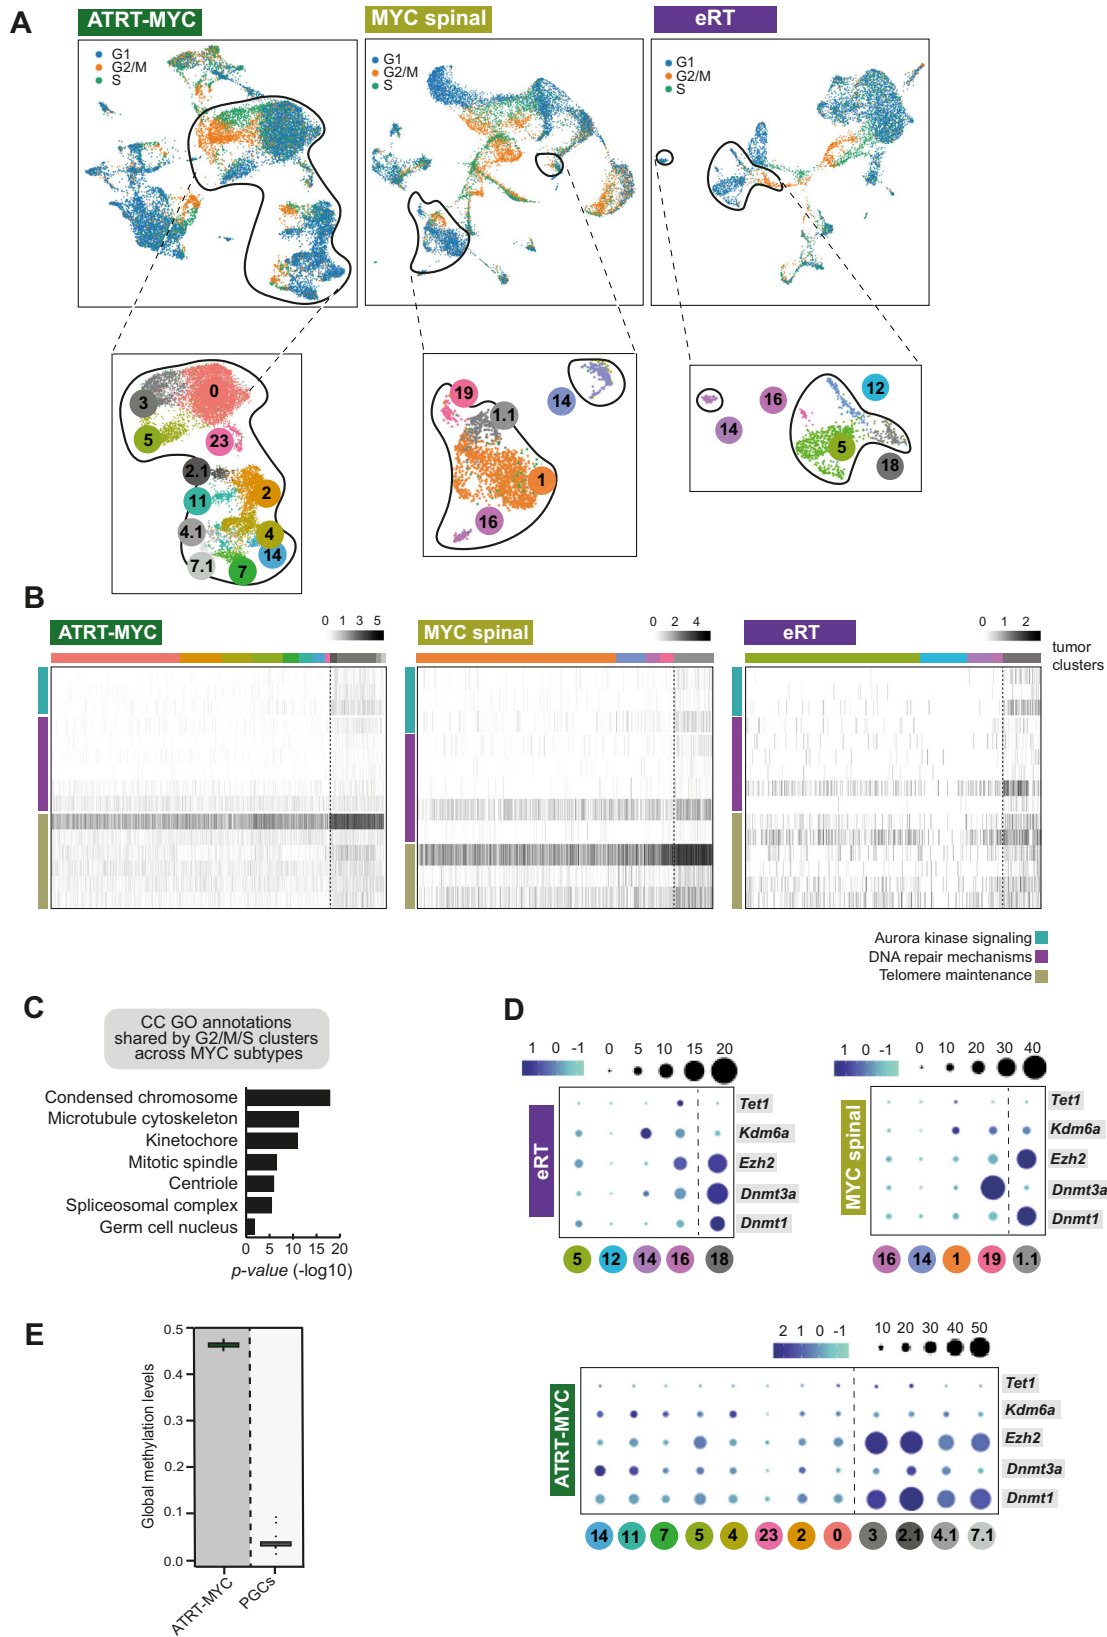 A
ATRT-MYC
MYC spinal
eRT
G1
G2/M
S
G1
G2/M
S
G1
G2/M
S
3
0
5
23
2.1
2
11
4.1
4
14
7.1
7
19
14
1.1
1
16
12
16
14
5
18
B
ATRT-MYC
0 1 3 5
MYC spinal
0 2 4
eRT
0 1 2
tumor
clusters
Aurora kinase signaling
DNA repair mechanisms
Telomere maintenance
C
CC GO annotations
shared by G2/M/S clusters
across MYC subtypes
Condensed chromosome
Microtubule cytoskeleton
Kinetochore
Mitotic spindle
Centriole
Spliceosomal complex
Germ cell nucleus
0 5 10 15 20
p-value (-log10)
D
1 0 -1
0 5 10 15 20
eRT
Tet1
Kdm6a
Ezh2
Dnmt3a
Dnmt1
5 12 14 16 18
1 0 -1
0 10 20 30 40
MYC spinal
Tet1
Kdm6a
Ezh2
Dnmt3a
Dnmt1
16 14 1 19 1.1
2 1 0 -1
10 20 30 40 50
ATRT-MYC
Tet1
Kdm6a
Ezh2
Dnmt3a
Dnmt1
14 11 7 5 4 23 2 0 3 2.1 4.1 7.1
E
Global methylation levels
0.5
0.4
0.3
0.2
0.1
0.0
ATRT-MYC
PGCs